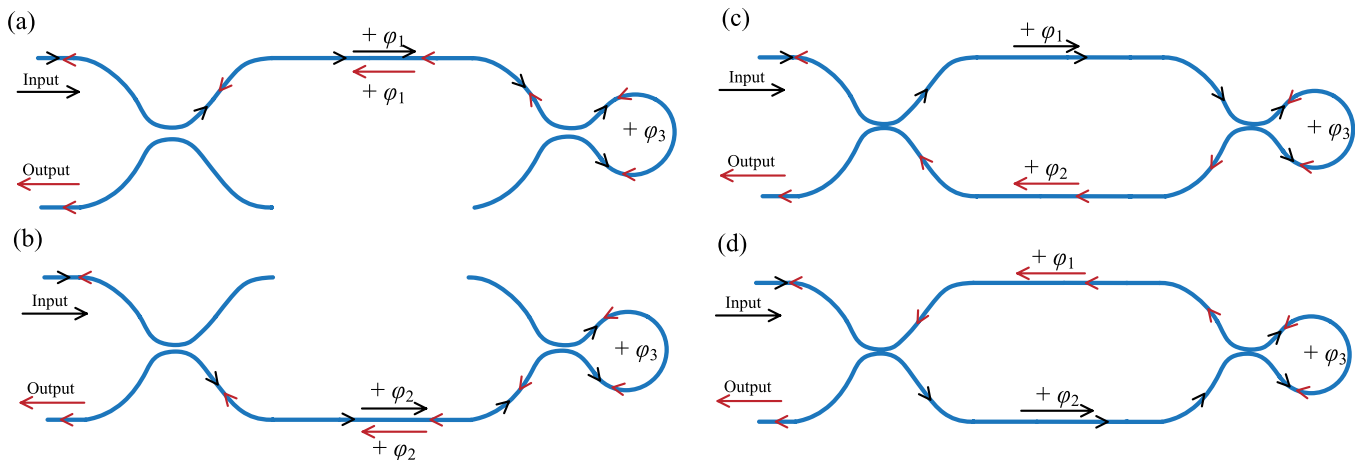 (a)
+ φ1
+ φ1
Input
Output
+ φ3
(b)
Input
Output
+ φ2
+ φ2
+ φ3
(c)
+ φ1
Input
Output
+ φ2
+ φ3
(d)
+ φ1
Input
Output
+ φ2
+ φ3